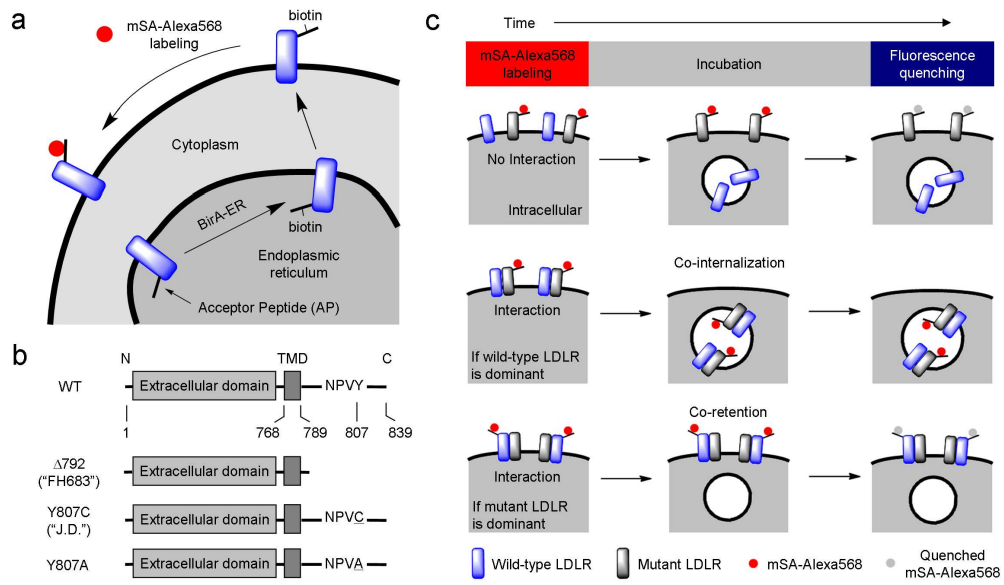 a
biotin
mSA-Alexa568
labeling
Cytoplasm
BirA-ER
biotin
Endoplasmic
reticulum
Acceptor Peptide (AP)
b
N TMD C
WT Extracellular domain NPVY
1 768 789 807 839
Δ792
("FH683")
Extracellular domain
Y807C
("J.D.")
Extracellular domain NPVC
Y807A Extracellular domain NPVA
c
Time
mSA-Alexa568
labeling
Incubation
Fluorescence
quenching
No Interaction
Intracellular
Co-internalization
Interaction
If wild-type LDLR
is dominant
Co-retention
Interaction
If mutant LDLR
is dominant
Wild-type LDLR
Mutant LDLR
mSA-Alexa568
Quenched
mSA-Alexa568